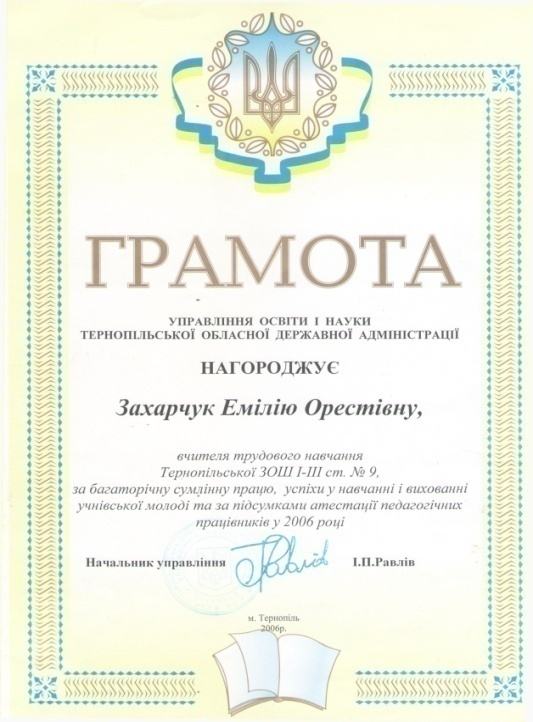 ГРАМОТА
УПРАВЛІННЯ ОСВІТИ І НАУКИ
ТЕРНОПІЛЬСЬКОЇ ОБЛАСНОЇ ДЕРЖАВНОЇ АДМІНІСТРАЦІЇ
НАГОРОДЖУЄ
Захарчук Емілію Орестівну,
вчителя трудового навчання
Тернопільської ЗОШ І-ІІІ ст. № 9,
за багаторічну сумлінну працю, успіхи у навчанні і вихованні
учнівської молоді та за підсумками атестації педагогічних
працівників у 2006 році
Начальник управління Равлів І.П.Равлів
м. Тернопіль
2006р.